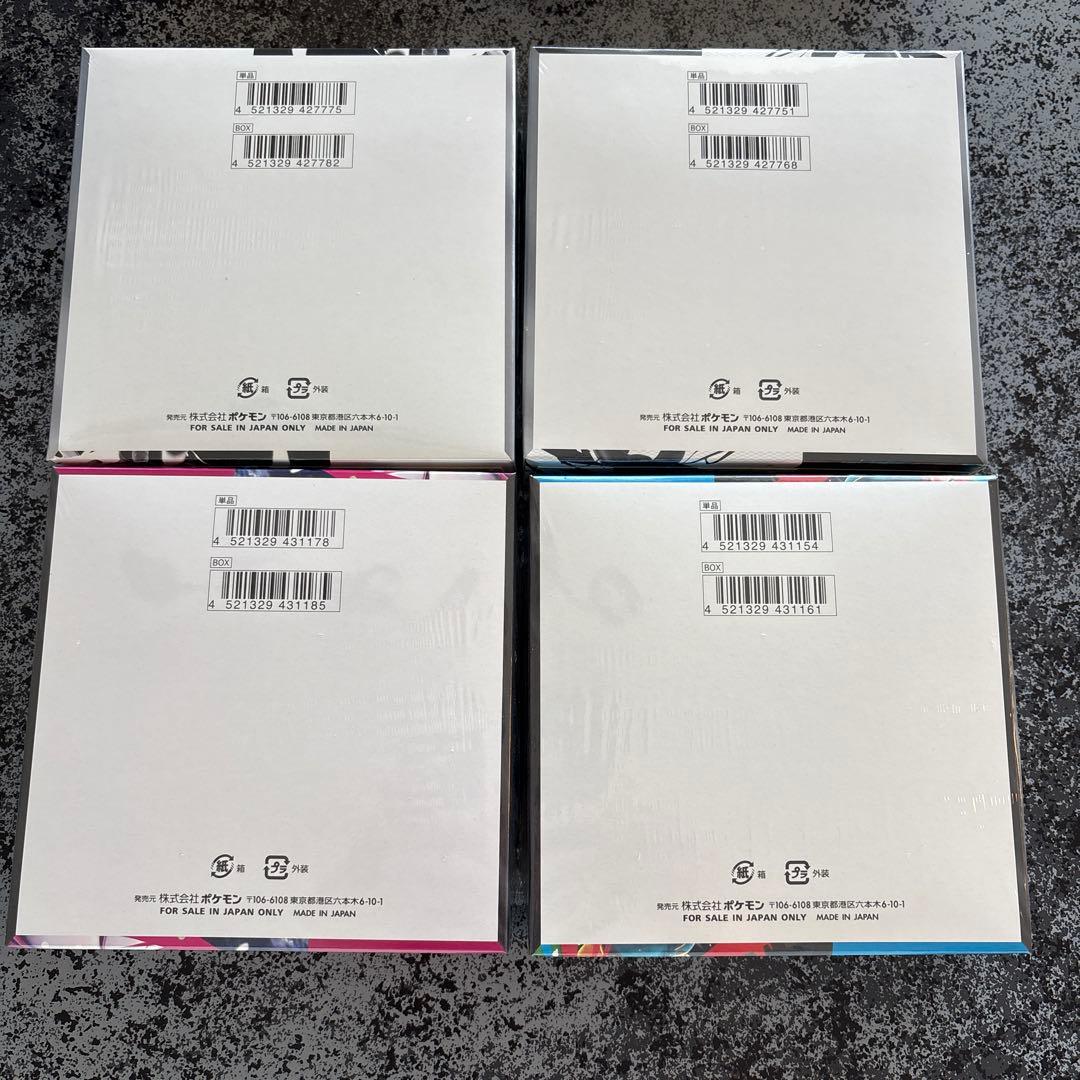 単品
4 521329 427775
BOX
4 521329 427782
紙 箱 プラ 外装
発売元 株式会社ポケモン 〒106-6108 東京都港区六本木6-10-1
FOR SALE IN JAPAN ONLY MADE IN JAPAN
単品
4 521329 427751
BOX
4 521329 427768
紙 箱 プラ 外装
発売元 株式会社ポケモン 〒106-6108 東京都港区六本木6-10-1
FOR SALE IN JAPAN ONLY MADE IN JAPAN
単品
4 521329 431178
BOX
4 521329 431185
紙 箱 プラ 外装
発売元 株式会社ポケモン 〒106-6108 東京都港区六本木6-10-1
FOR SALE IN JAPAN ONLY MADE IN JAPAN
単品
4 521329 431154
BOX
4 521329 431161
紙 箱 プラ 外装
発売元 株式会社ポケモン 〒106-6108 東京都港区六本木6-10-1
FOR SALE IN JAPAN ONLY MADE IN JAPAN